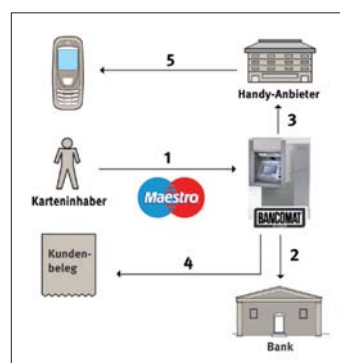 5
Handy-Anbieter
3
1
Karteninhaber
Maestro
BANCOMAT
Kunden-
beleg
4
2
Bank